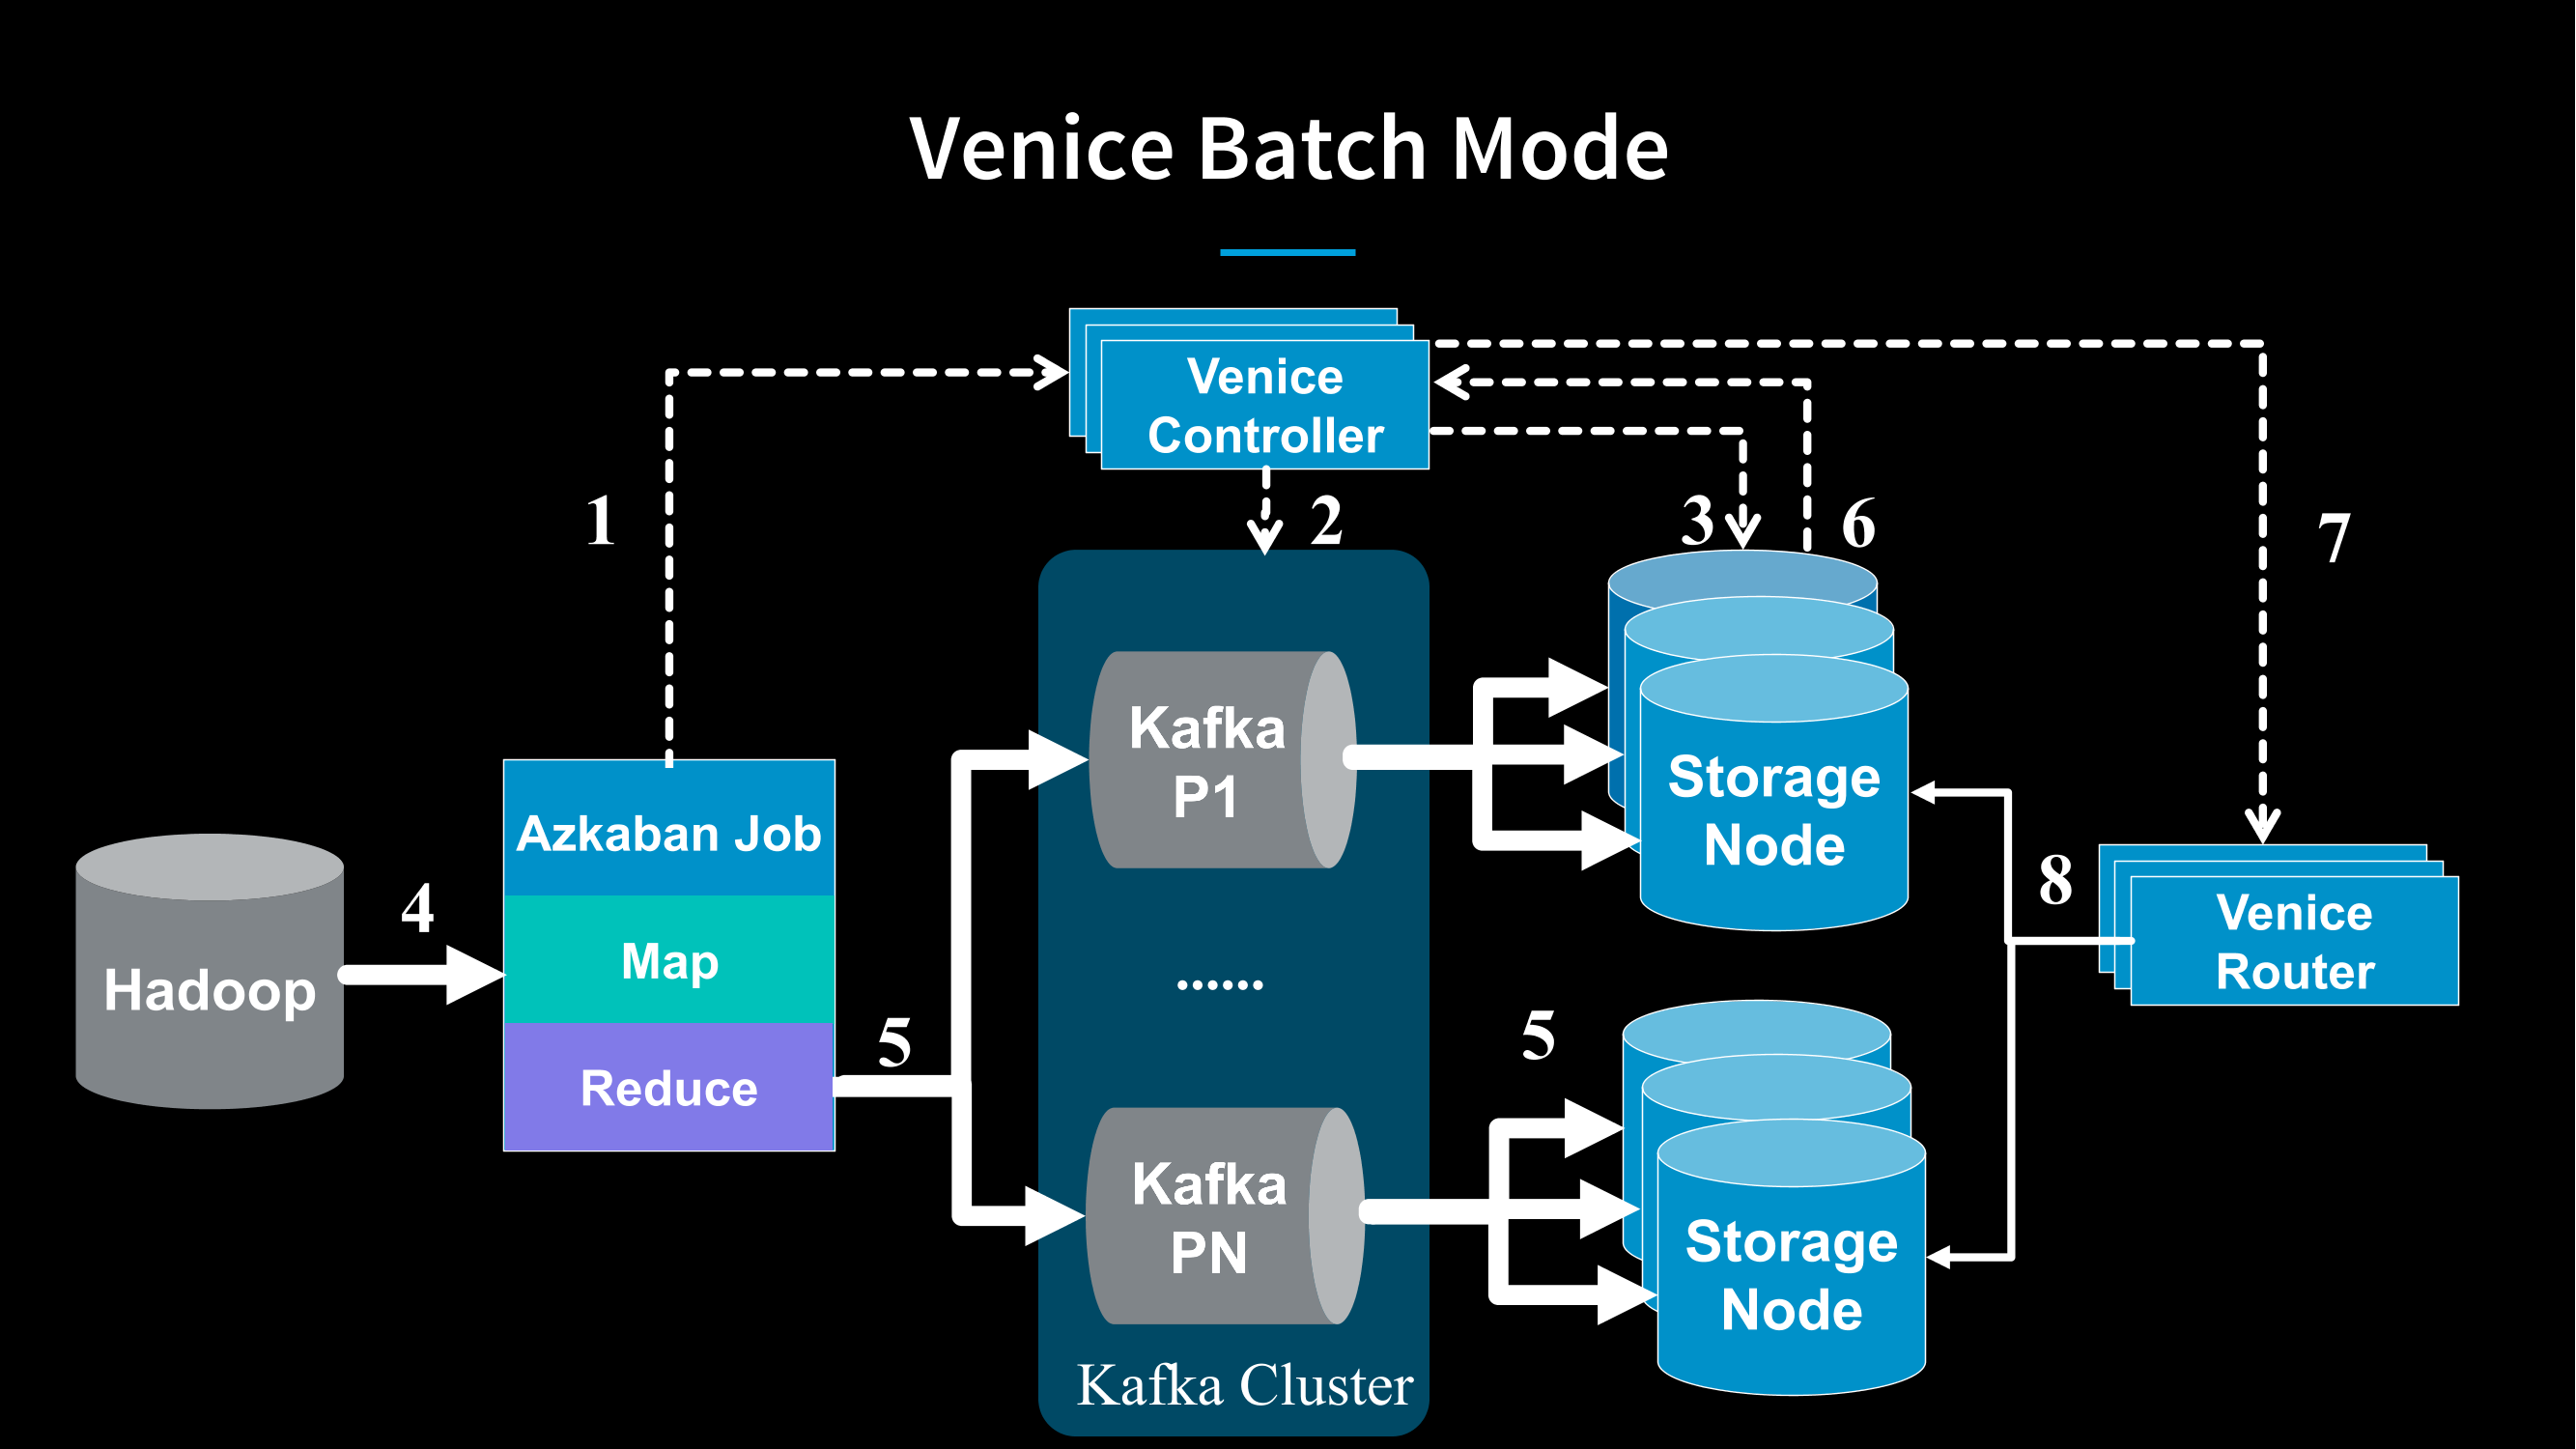 Venice Batch Mode
Venice
Controller
1
2
3
6
7
Kafka
P1
Storage
Node
Azkaban Job
Map
Reduce
Hadoop
4
5
8
Venice
Router
......
5
Kafka
PN
Storage
Node
Kafka Cluster